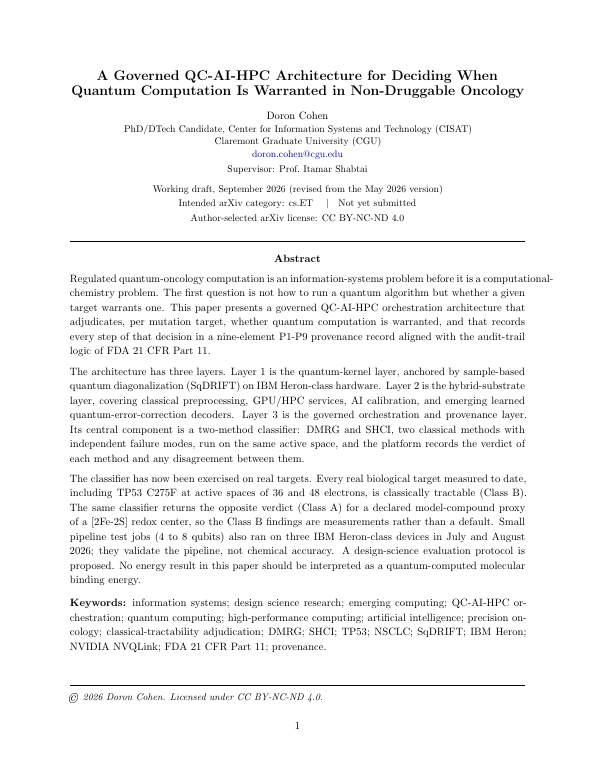 A Governed QC-AI-HPC Architecture for Deciding When
Quantum Computation Is Warranted in Non-Druggable Oncology
Doron Cohen
PhD/DTech Candidate, Center for Information Systems and Technology (CISAT)
Claremont Graduate University (CGU)
doron.cohen@cgu.edu
Supervisor: Prof. Itamar Shabtai
Working draft, September 2026 (revised from the May 2026 version)
Intended arXiv category: cs.ET | Not yet submitted
Author-selected arXiv license: CC BY-NC-ND 4.0
Abstract
Regulated quantum-oncology computation is an information-systems problem before it is a computational-
chemistry problem. The first question is not how to run a quantum algorithm but whether a given
target warrants one. This paper presents a governed QC-AI-HPC orchestration architecture that
adjudicates, per mutation target, whether quantum computation is warranted, and that records
every step of that decision in a nine-element P1-P9 provenance record aligned with the audit-trail
logic of FDA 21 CFR Part 11.
The architecture has three layers. Layer 1 is the quantum-kernel layer, anchored by sample-based
quantum diagonalization (SqDRIFT) on IBM Heron-class hardware. Layer 2 is the hybrid-substrate
layer, covering classical preprocessing, GPU/HPC services, AI calibration, and emerging learned
quantum-error-correction decoders. Layer 3 is the governed orchestration and provenance layer.
Its central component is a two-method classifier: DMRG and SHCI, two classical methods with
independent failure modes, run on the same active space, and the platform records the verdict of
each method and any disagreement between them.
The classifier has now been exercised on real targets. Every real biological target measured to date,
including TP53 C275F at active spaces of 36 and 48 electrons, is classically tractable (Class B).
The same classifier returns the opposite verdict (Class A) for a declared model-compound proxy
of a [2Fe-2S] redox center, so the Class B findings are measurements rather than a default. Small
pipeline test jobs (4 to 8 qubits) also ran on three IBM Heron-class devices in July and August
2026; they validate the pipeline, not chemical accuracy. A design-science evaluation protocol is
proposed. No energy result in this paper should be interpreted as a quantum-computed molecular
binding energy.
Keywords: information systems; design science research; emerging computing; QC-AI-HPC or-
chestration; quantum computing; high-performance computing; artificial intelligence; precision on-
cology; classical-tractability adjudication; DMRG; SHCI; TP53; NSCLC; SqDRIFT; IBM Heron;
NVIDIA NVQLink; FDA 21 CFR Part 11; provenance.
© 2026 Doron Cohen. Licensed under CC BY-NC-ND 4.0.
1